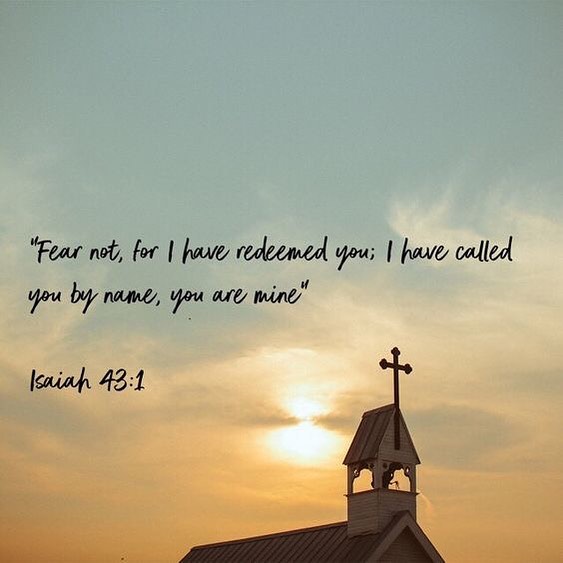 "Fear not, for I have redeemed you; I have called
you by name, you are mine"
Isaiah 43:1